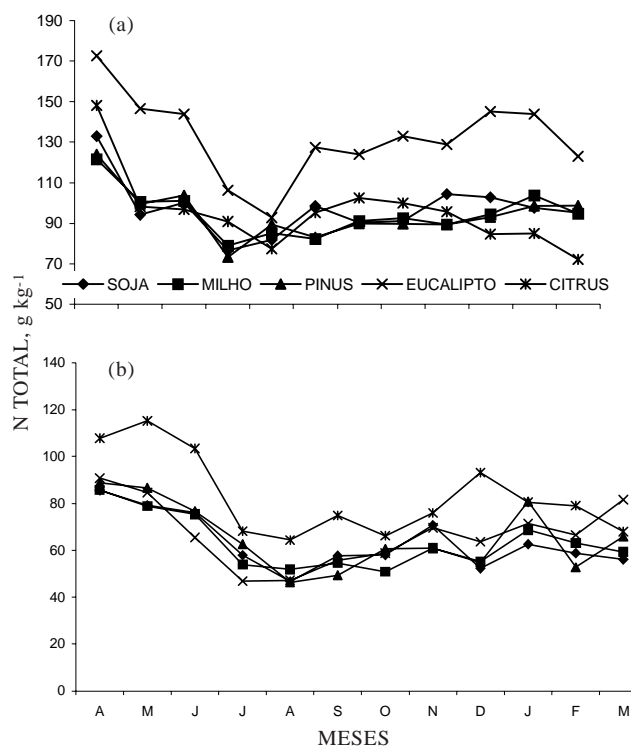 (a)
190
170
150
130
110
90
70
50
SOJA MILHO PINUS EUCALIPTO CITRUS
N TOTAL, g kg-1
(b)
140
120
100
80
60
40
20
0
A M J J A S O N D J F M
MESES